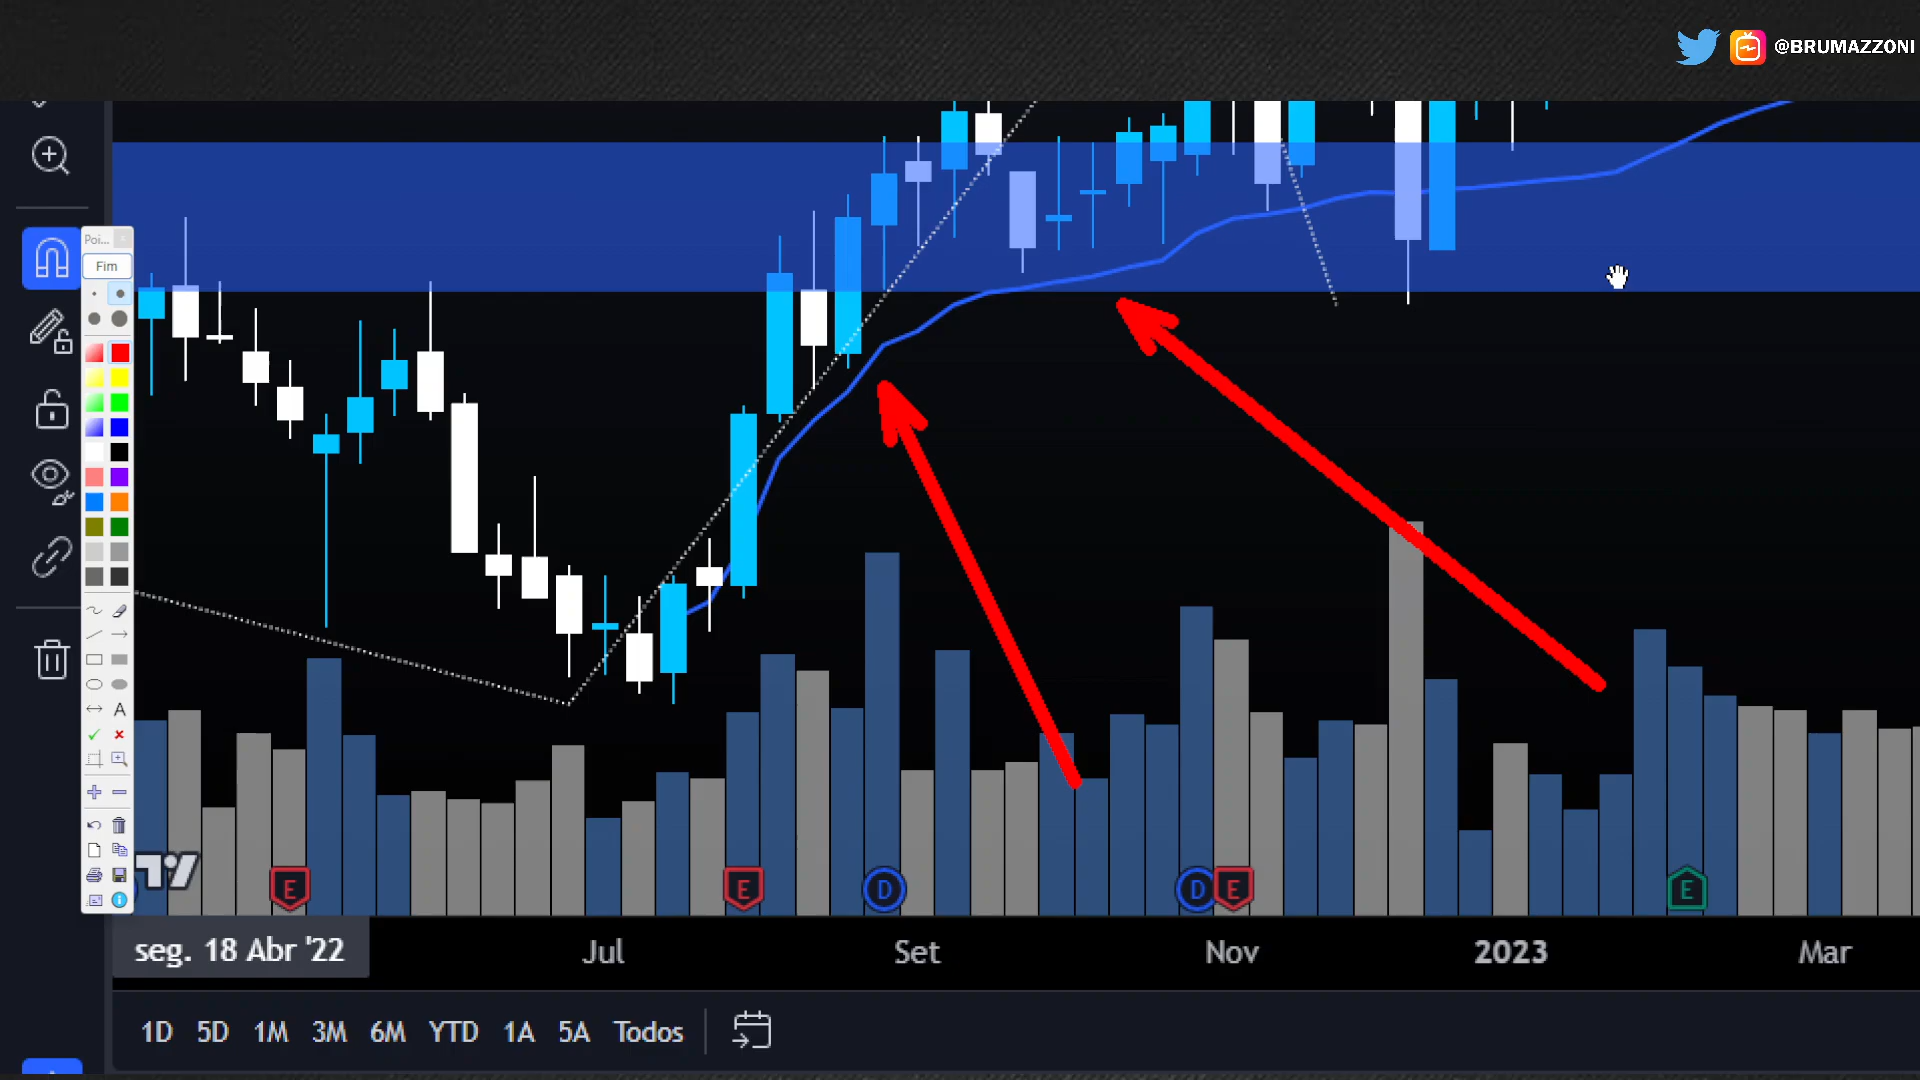 @BRUMAZZONI
Poi...
Fim
A
E
E
D
D
E
E
seg. 18 Abr '22
Jul
Set
Nov
2023
Mar
1D
5D
1M
3M
6M
YTD
1A
5A
Todos